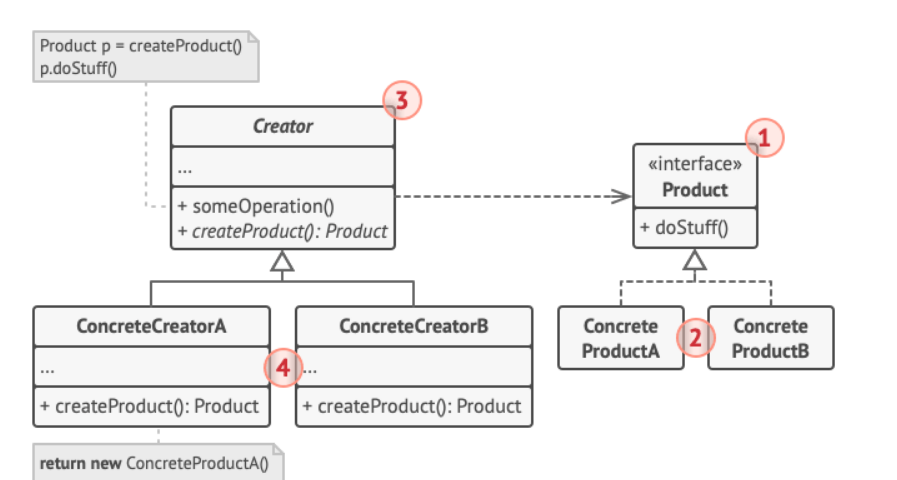 Product p = createProduct()
p.doStuff()
3
Creator
...
+ someOperation()
+ createProduct(): Product
1
«interface»
Product
+ doStuff()
ConcreteCreatorA
...
+ createProduct(): Product
4
ConcreteCreatorB
...
+ createProduct(): Product
Concrete
ProductA
2
Concrete
ProductB
return new ConcreteProductA()